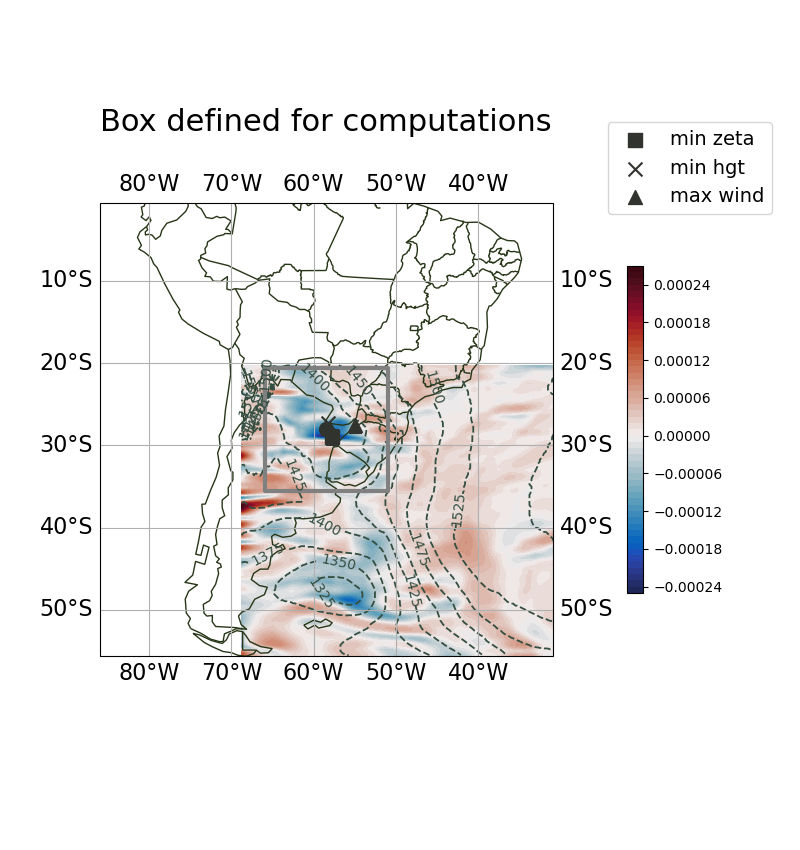 Box defined for computations
min zeta
min hgt
max wind
80°W 70°W 60°W 50°W 40°W
10°S 10°S
20°S 20°S
30°S 30°S
40°S 40°S
50°S 50°S
80°W 70°W 60°W 50°W 40°W
0.00024
0.00018
0.00012
0.00006
0.00000
−0.00006
−0.00012
−0.00018
−0.00024
1400
1425
1400
1375
1350
1325
1475
1425
1525